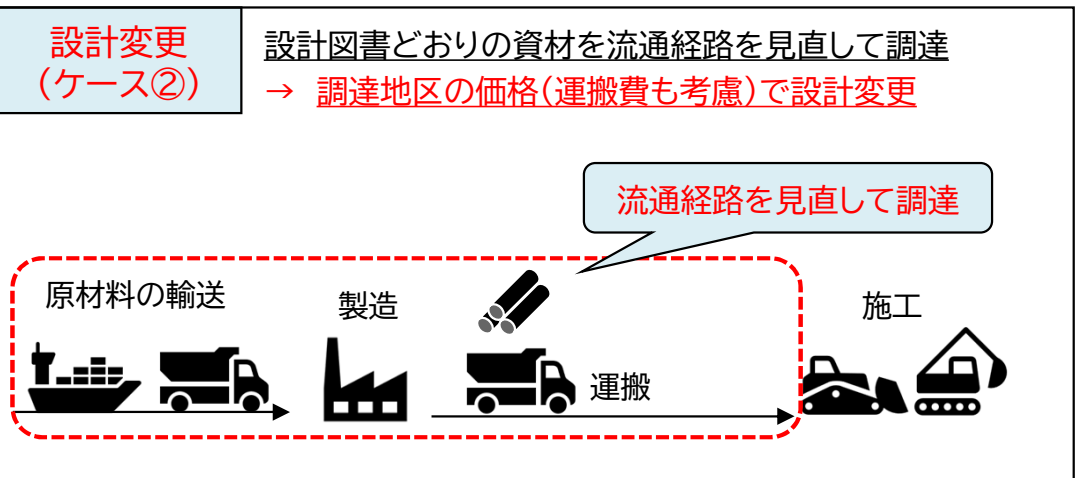 設計変更
(ケース②)
設計図書どおりの資材を流通経路を見直して調達
→ 調達地区の価格(運搬費も考慮)で設計変更
流通経路を見直して調達
原材料の輸送
製造
施工
運搬